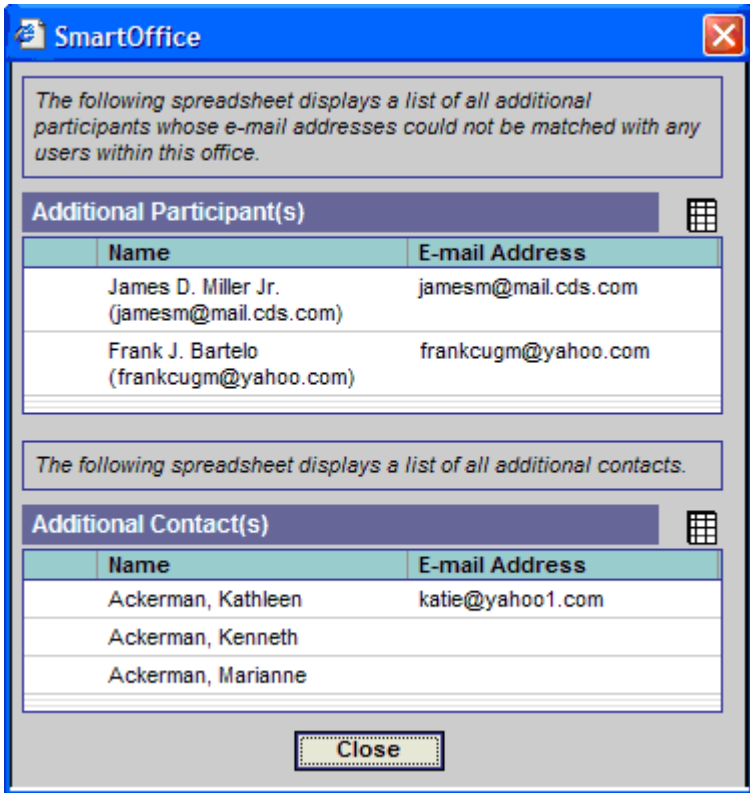 SmartOffice
The following spreadsheet displays a list of all additional
participants whose e-mail addresses could not be matched with any
users within this office.
Additional Participant(s)
Name E-mail Address
James D. Miller Jr. jamesm@mail.cds.com
(jamesm@mail.cds.com)
Frank J. Bartelo frankcugm@yahoo.com
(frankcugm@yahoo.com)
The following spreadsheet displays a list of all additional contacts.
Additional Contact(s)
Name E-mail Address
Ackerman, Kathleen katie@yahoo1.com
Ackerman, Kenneth
Ackerman, Marianne
Close